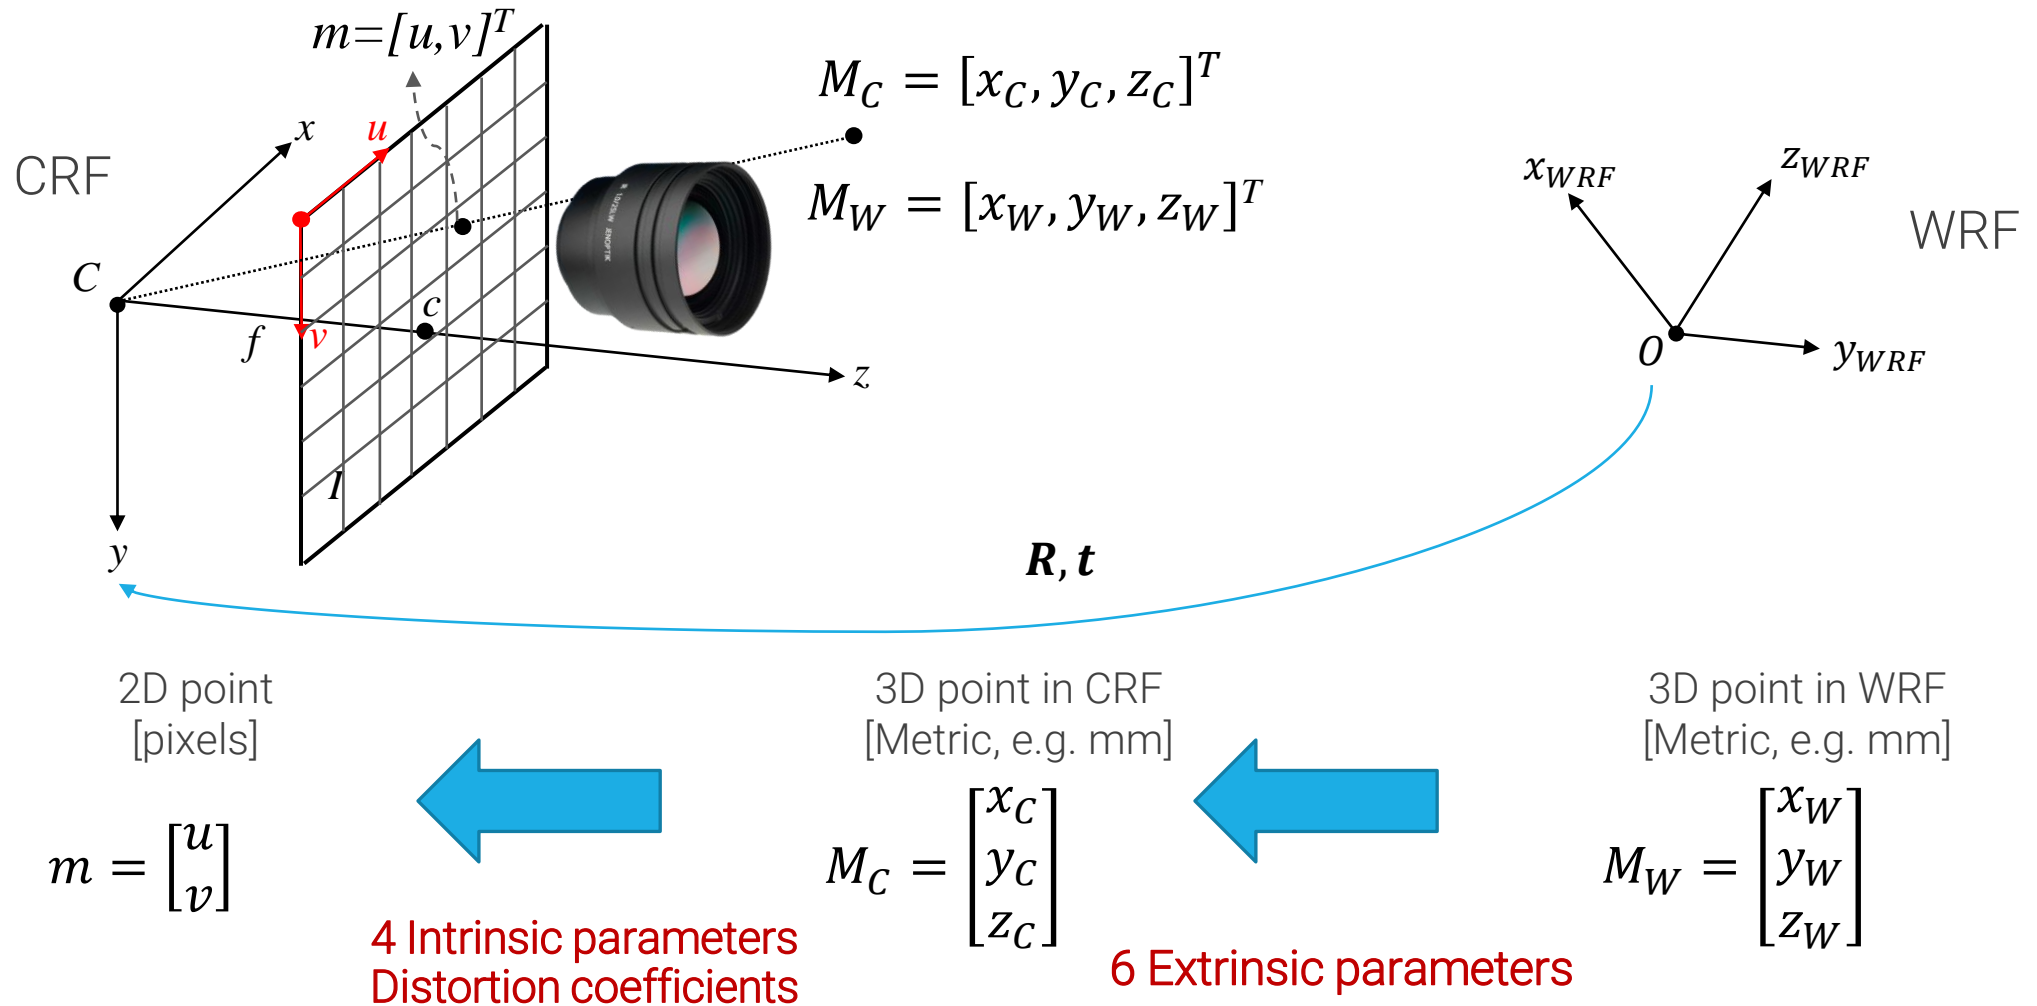 m=[u,v]^T
M_C = [x_C, y_C, z_C]^T
x
u
CRF
x_WRF
z_WRF
M_W = [x_W, y_W, z_W]^T
WRF
C
c
f
v
z
O
y_WRF
I
y
R, t
2D point
[pixels]
3D point in CRF
[Metric, e.g. mm]
3D point in WRF
[Metric, e.g. mm]
m = [u v]
M_C = [x_C y_C z_C]
M_W = [x_W y_W z_W]
4 Intrinsic parameters
Distortion coefficients
6 Extrinsic parameters